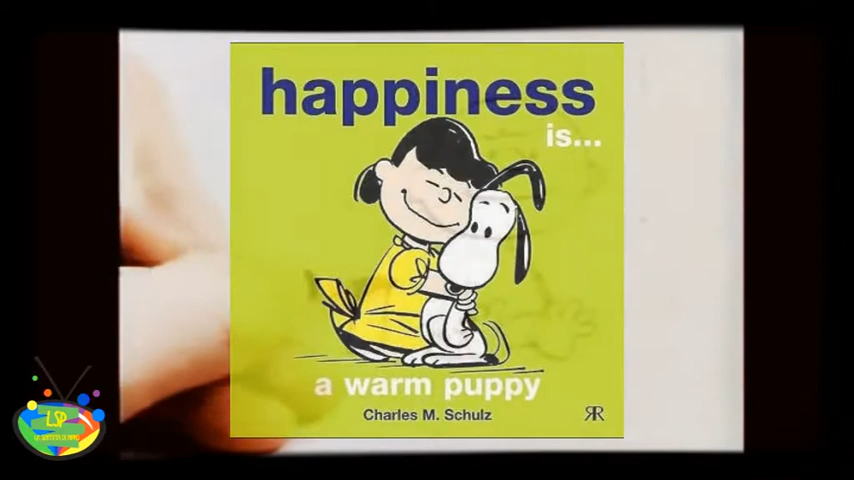 happiness
is...
a warm puppy
Charles M. Schulz
LSP